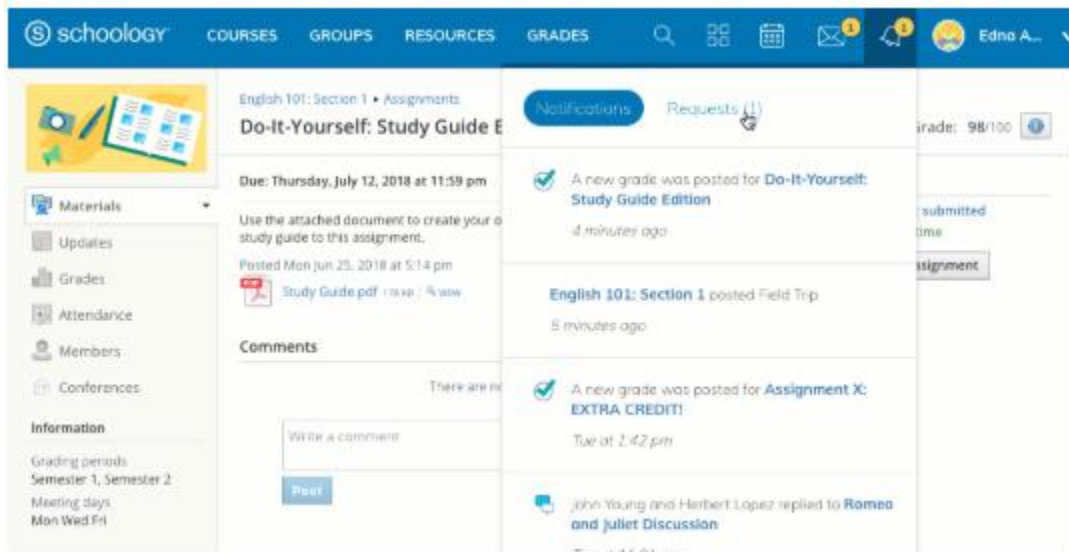 schoology
COURSES GROUPS RESOURCES GRADES
1
1
Edna A...
English 101: Section 1 • Assignments
Do-It-Yourself: Study Guide E
Due: Thursday, July 12, 2018 at 11:59 pm
Use the attached document to create your o
study guide to this assignment.
Posted Mon Jun 25, 2018 at 5:14 pm
PDF
Study Guide.pdf
Comments
There are no
Write a comment
Post
Materials
Updates
Grades
Attendance
Members
Conferences
Information
Grading periods
Semester 1, Semester 2
Meeting days
Mon Wed Fri
Notifications Requests (1)
A new grade was posted for Do-It-Yourself:
Study Guide Edition
4 minutes ago
English 101: Section 1 posted Field Trip
5 minutes ago
A new grade was posted for Assignment X:
EXTRA CREDIT!
Tue at 1:42 pm
John Young and Herbert Lopez replied to Romeo
and Juliet Discussion
Grade: 98/100
submitted
time
ssignment